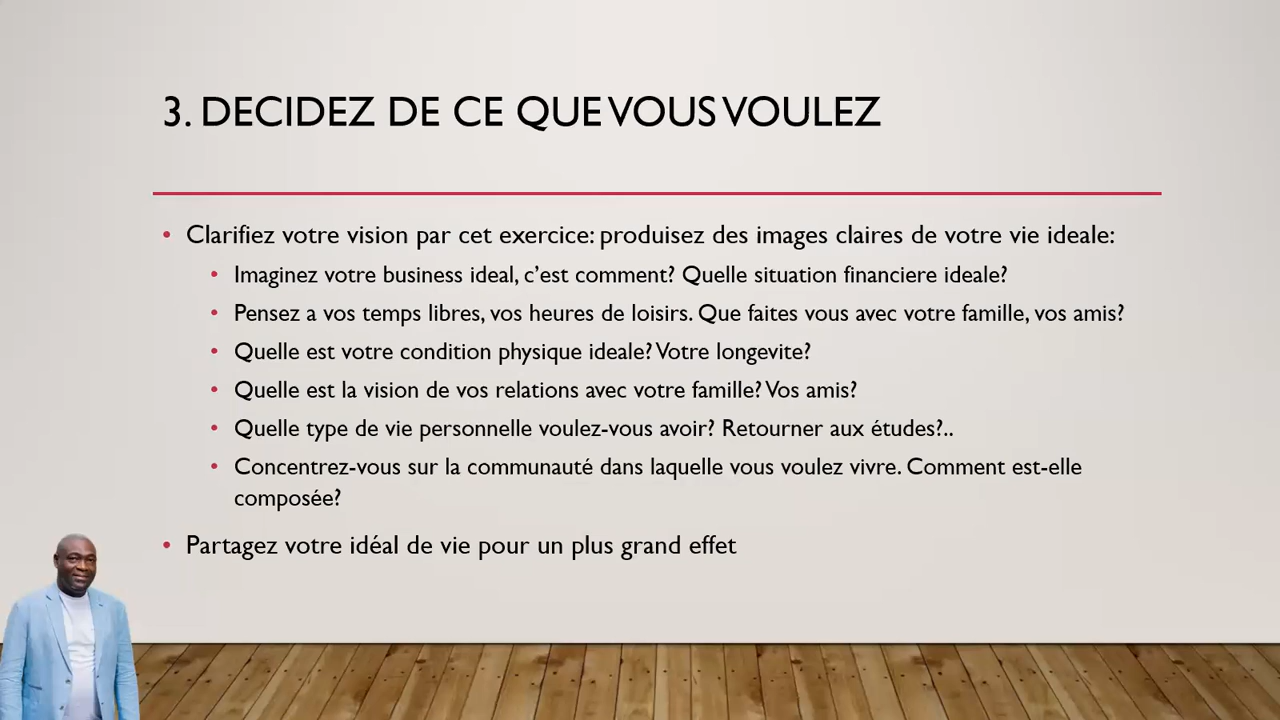 3. DECIDEZ DE CE QUE VOUS VOULEZ
• Clarifiez votre vision par cet exercice: produisez des images claires de votre vie ideale:
• Imaginez votre business ideal, c’est comment? Quelle situation financiere ideale?
• Pensez a vos temps libres, vos heures de loisirs. Que faites vous avec votre famille, vos amis?
• Quelle est votre condition physique ideale? Votre longevite?
• Quelle est la vision de vos relations avec votre famille? Vos amis?
• Quelle type de vie personnelle voulez-vous avoir? Retourner aux études?..
• Concentrez-vous sur la communauté dans laquelle vous voulez vivre. Comment est-elle
composée?
• Partagez votre idéal de vie pour un plus grand effet